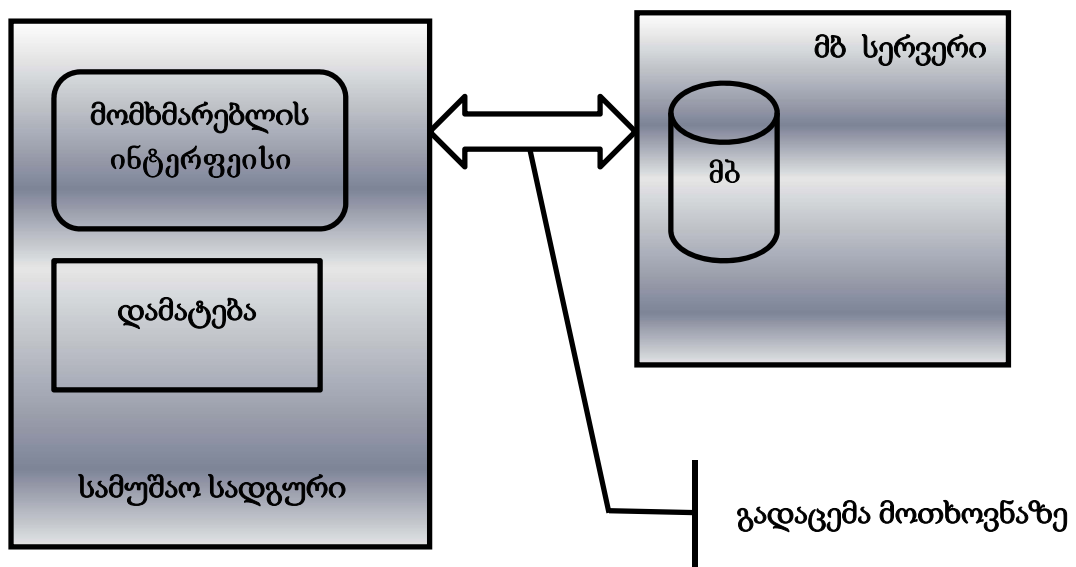 მომხმარებლის
ინტერფეისი
დამატება
სამუშაო სადგური
მბ სერვერი
მბ
გადაცემა მოთხოვნაზე